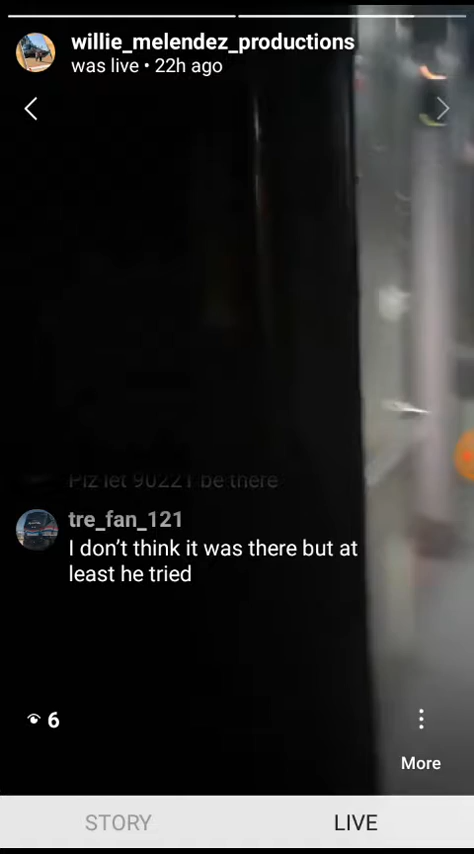 willie_melendez_productions
was live • 22h ago
Plz let 90221 be there
tre_fan_121
I don't think it was there but at
least he tried
6
More
STORY
LIVE